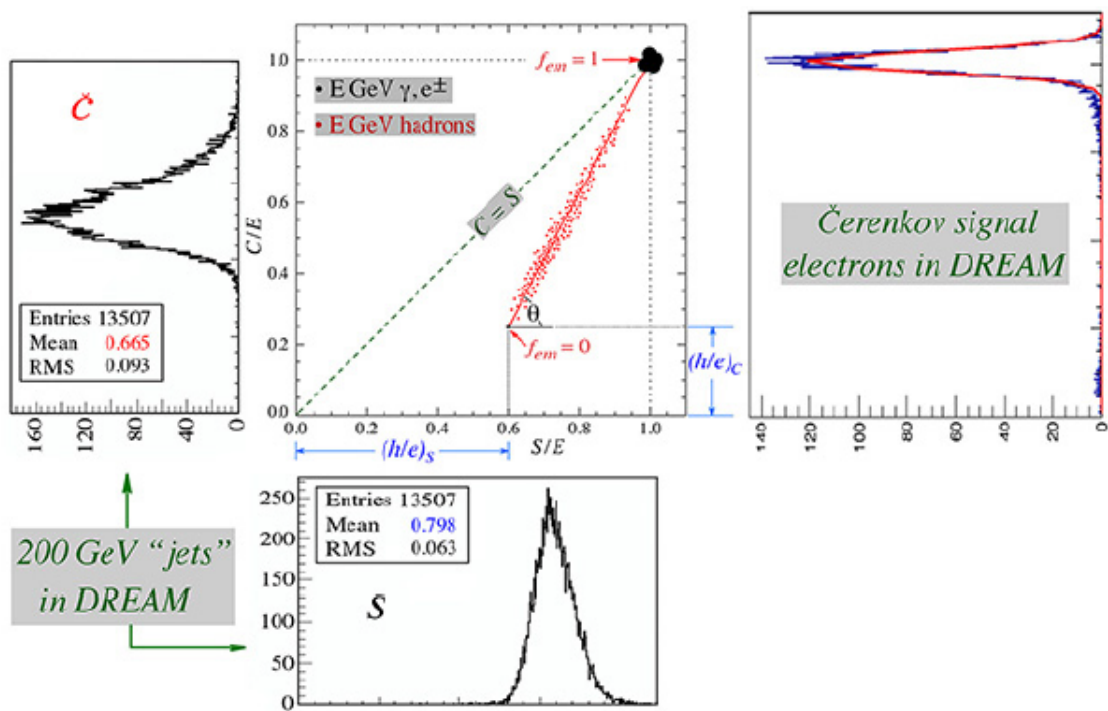 Č
Entries 13507
Mean 0.665
RMS 0.093
160
120
80
40
0
C/E
1.0
0.8
0.6
0.4
0.2
0.0
f_em = 1
• E GeV γ, e±
• E GeV hadrons
C = S
θ
f_em = 0
(h/e)_C
0.0 0.2 0.4 0.6 0.8 1.0
(h/e)_S
S/E
Čerenkov signal
electrons in DREAM
140 120 100 80 60 40 20 0
200 GeV “jets”
in DREAM
250
200
150
100
50
0
Entries 13507
Mean 0.798
RMS 0.063
S